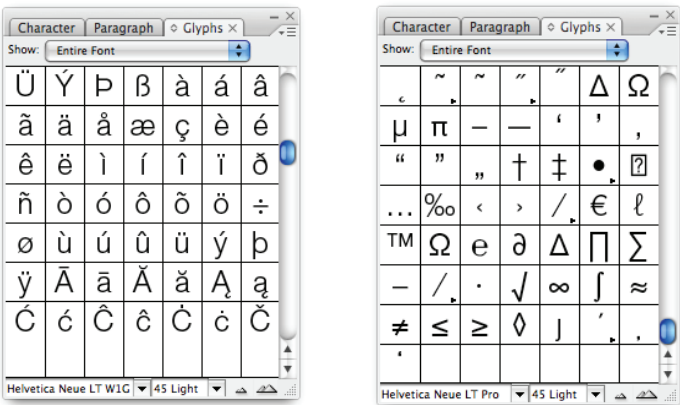 Character Paragraph Glyphs ×
Show: Entire Font
Ü Ý Þ ß à á â
ã ä å æ ç è é
ê ë ì í î ï ð
ñ ò ó ô õ ö ÷
ø ù ú û ü ý þ
ÿ Ā ā Ă ă Ą ą
Ć ć Ĉ ĉ Ċ ċ Č
Helvetica Neue LT W1G 45 Light
Character Paragraph Glyphs ×
Show: Entire Font
˜ ˜ ˝ ˝ Δ Ω
µ π – — ‘ ’ ‚
“ ” „ † ‡ •
… ‰ ‹ › ⁄ € ℓ
™ Ω ℮ ∂ ∆ ∏ ∑
− ∕ ∙ √ ∞ ∫ ≈
≠ ≤ ≥ ◊ ȷ ′ ,
‘
Helvetica Neue LT Pro 45 Light